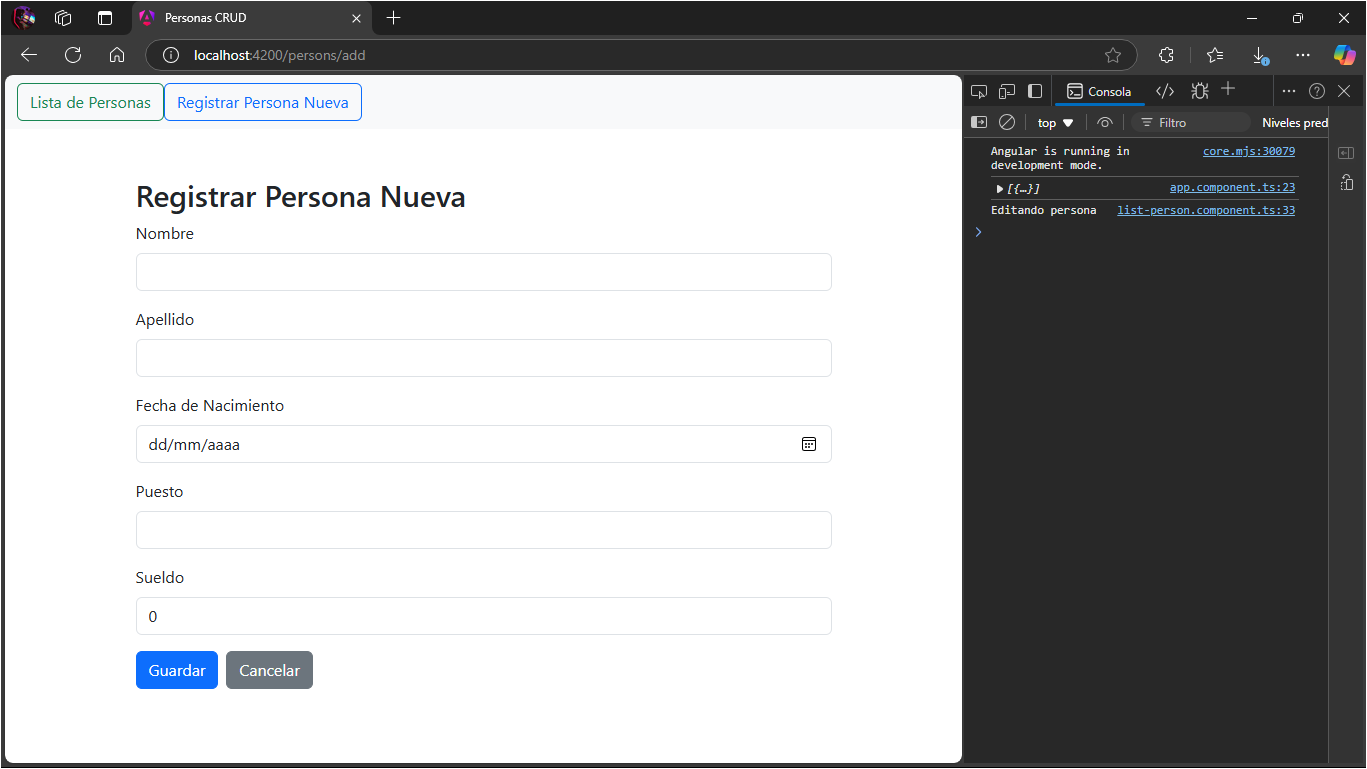 Personas CRUD
localhost:4200/persons/add
Lista de Personas
Registrar Persona Nueva
Registrar Persona Nueva
Nombre
Apellido
Fecha de Nacimiento
dd/mm/aaaa
Puesto
Sueldo
0
Guardar
Cancelar
Consola
top
Filtro
Niveles pred
Angular is running in core.mjs:30079
development mode.
[{…}] app.component.ts:23
Editando persona list-person.component.ts:33